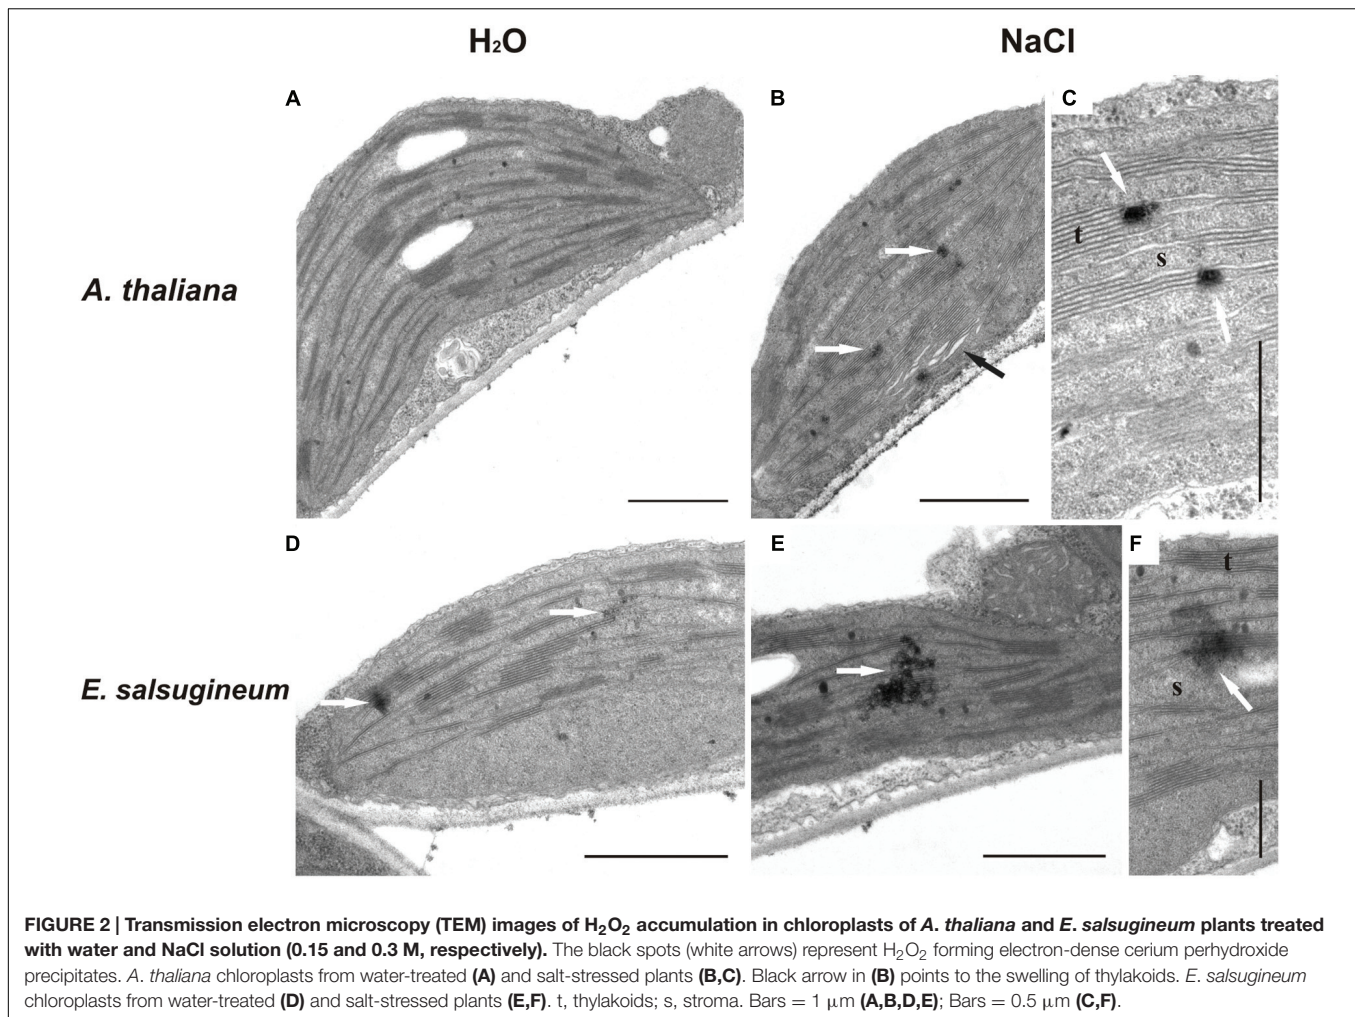 H₂O
NaCl
A
B
C
A. thaliana
t
s
D
E
F
t
E. salsugineum
s
FIGURE 2 | Transmission electron microscopy (TEM) images of H₂O₂ accumulation in chloroplasts of A. thaliana and E. salsugineum plants treated
with water and NaCl solution (0.15 and 0.3 M, respectively). The black spots (white arrows) represent H₂O₂ forming electron-dense cerium perhydroxide
precipitates. A. thaliana chloroplasts from water-treated (A) and salt-stressed plants (B,C). Black arrow in (B) points to the swelling of thylakoids. E. salsugineum
chloroplasts from water-treated (D) and salt-stressed plants (E,F). t, thylakoids; s, stroma. Bars = 1 μm (A,B,D,E); Bars = 0.5 μm (C,F).